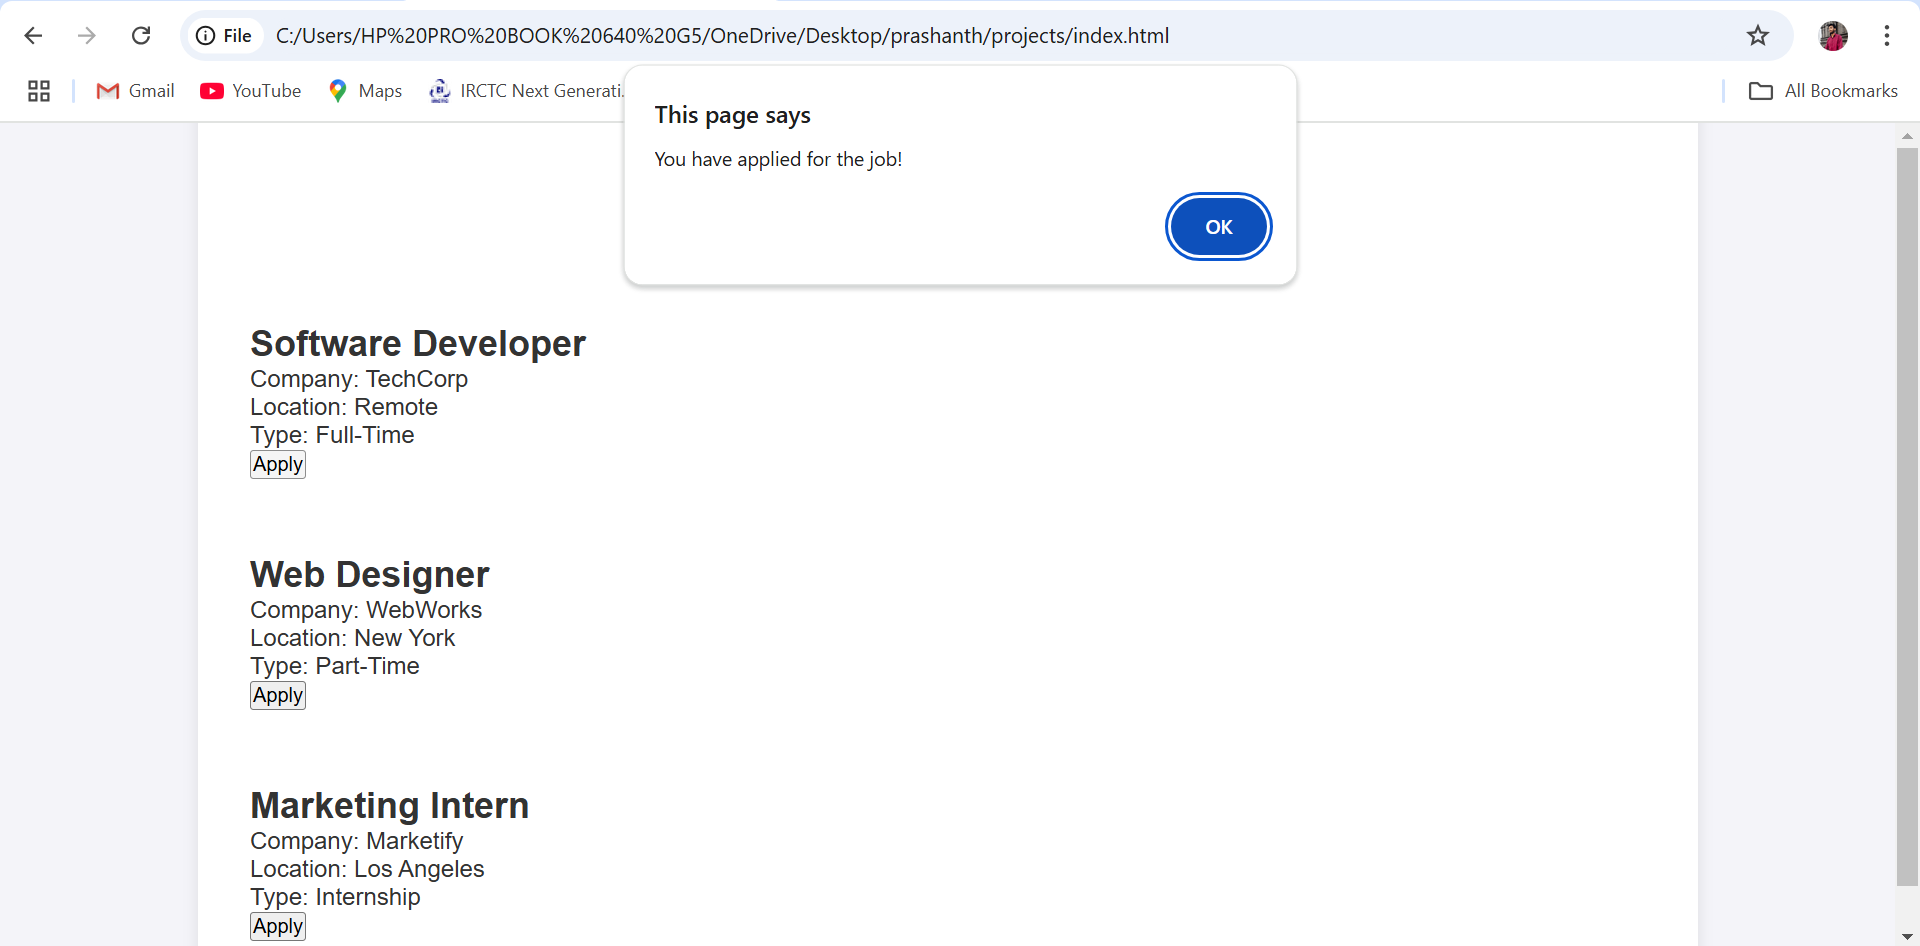 File C:/Users/HP%20PRO%20BOOK%20640%20G5/OneDrive/Desktop/prashanth/projects/index.html
Gmail YouTube Maps IRCTC Next Generati. All Bookmarks
This page says
You have applied for the job!
OK
Software Developer
Company: TechCorp
Location: Remote
Type: Full-Time
Apply
Web Designer
Company: WebWorks
Location: New York
Type: Part-Time
Apply
Marketing Intern
Company: Marketify
Location: Los Angeles
Type: Internship
Apply